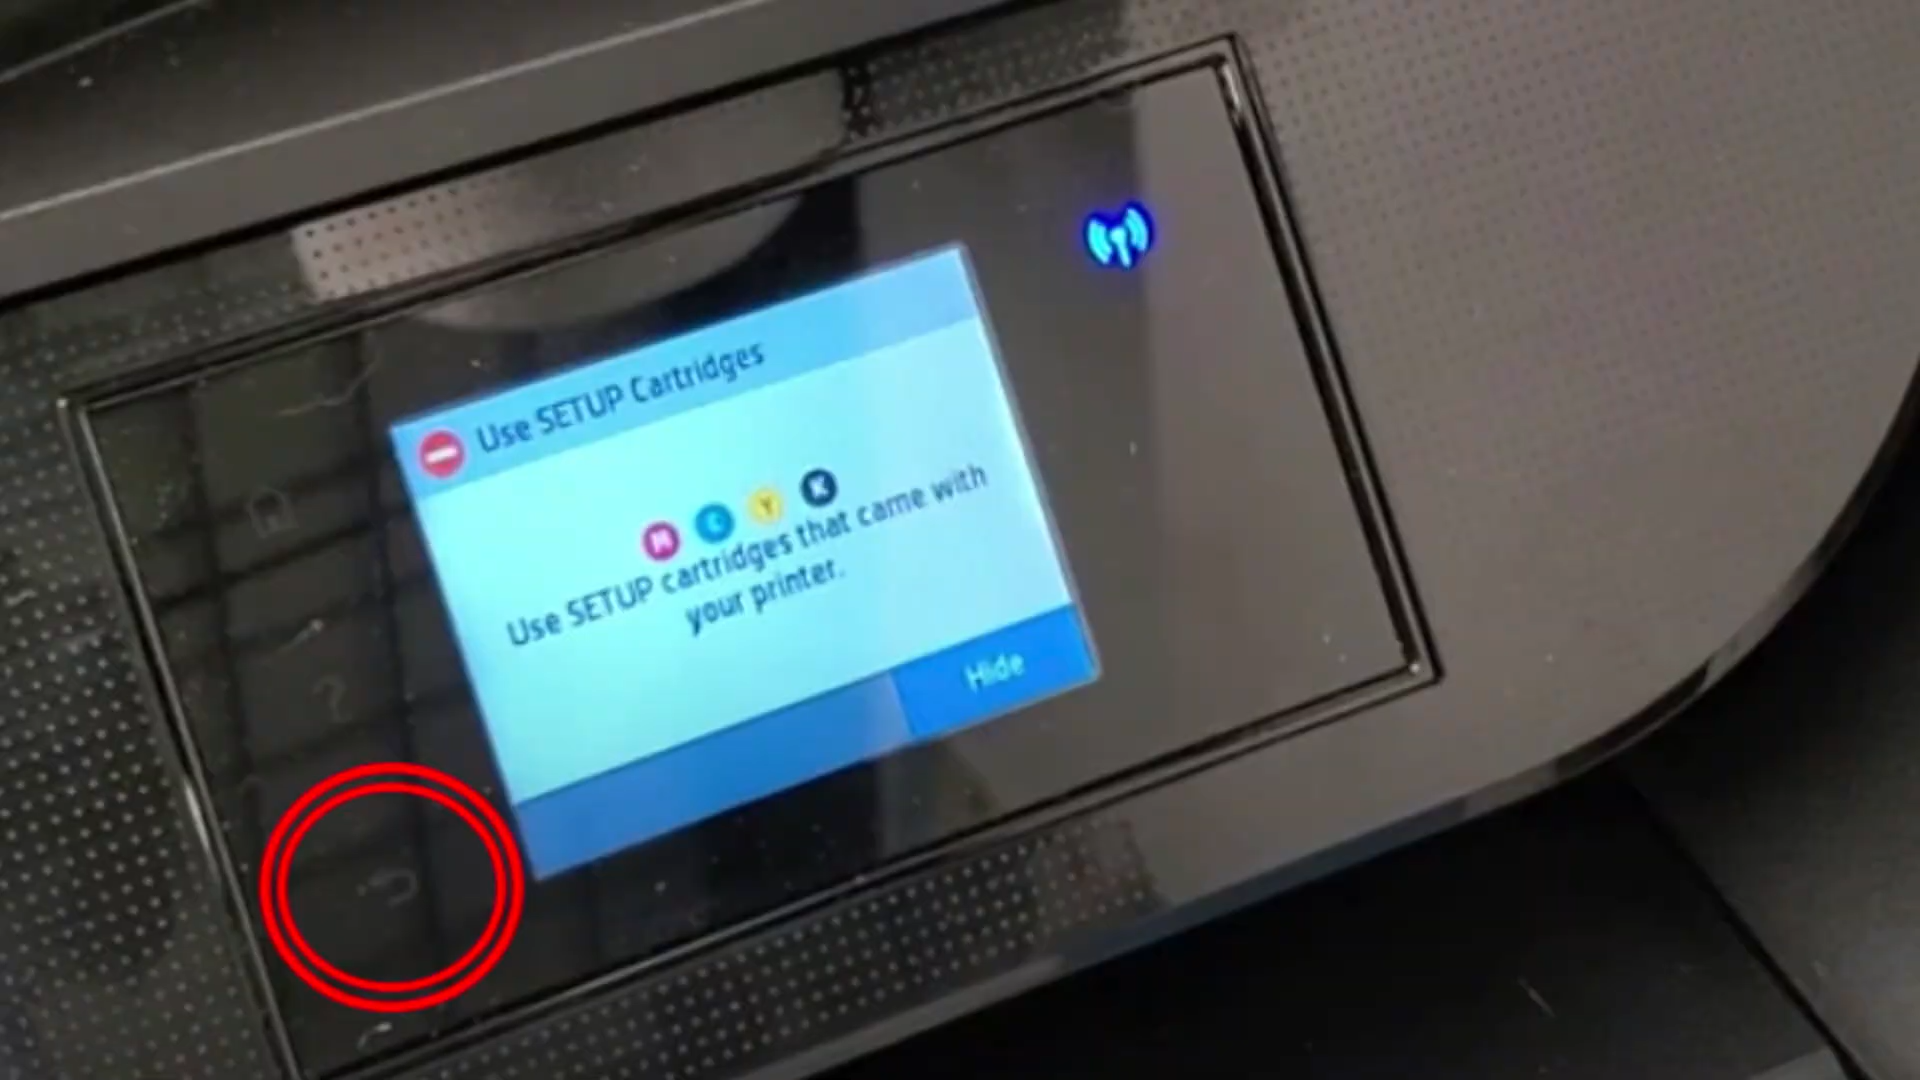 Use SETUP Cartridges
M C Y K
Use SETUP cartridges that came with
your printer.
Hide
?